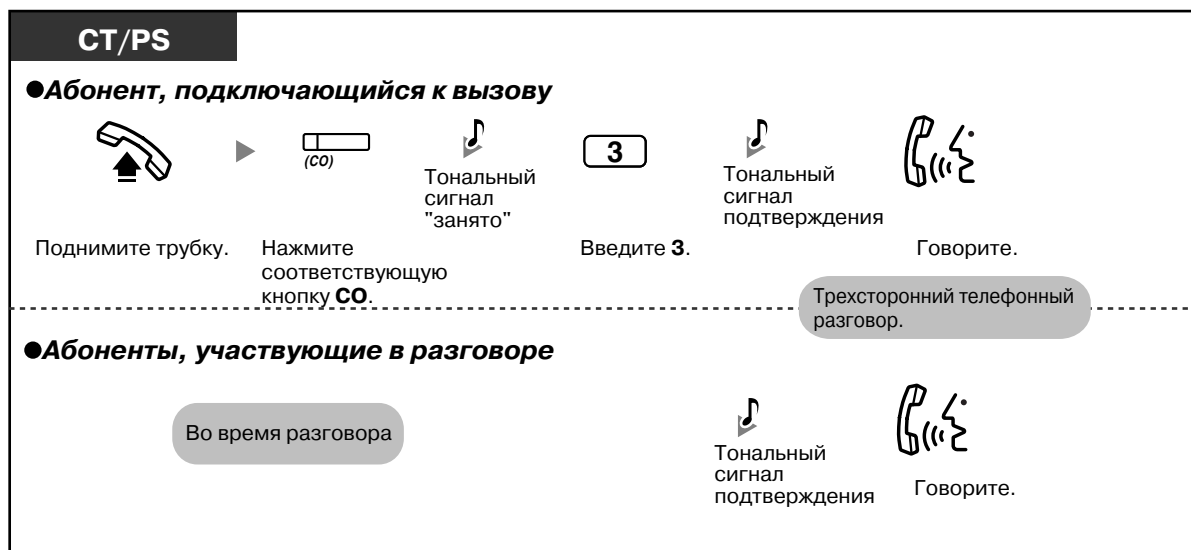 CT/PS
●Абонент, подключающийся к вызову
(CO)
Тональный
сигнал
"занято"
3
Тональный
сигнал
подтверждения
Поднимите трубку.
Нажмите
соответствующую
кнопку CO.
Введите 3.
Говорите.
Трехсторонний телефонный
разговор.
●Абоненты, участвующие в разговоре
Во время разговора
Тональный
сигнал
подтверждения
Говорите.